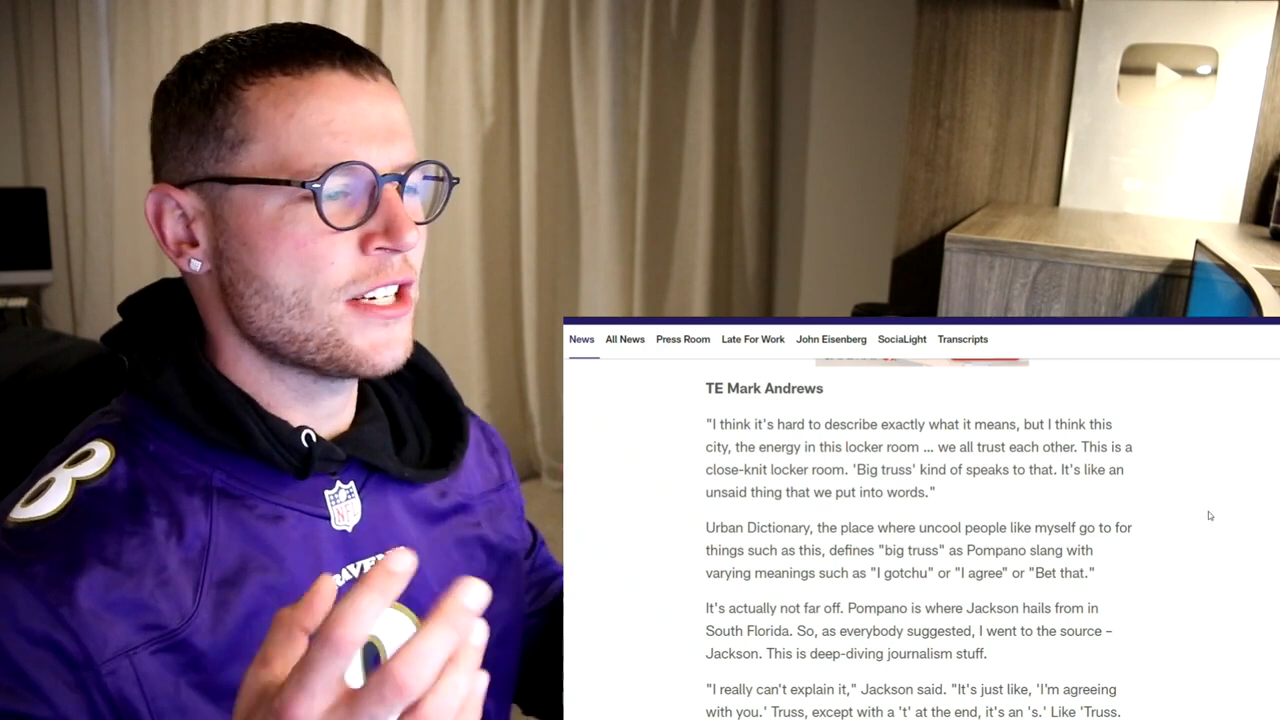 News All News Press Room Late For Work John Eisenberg SociaLight Transcripts
TE Mark Andrews
"I think it's hard to describe exactly what it means, but I think this
city, the energy in this locker room ... we all trust each other. This is a
close-knit locker room. 'Big truss' kind of speaks to that. It's like an
unsaid thing that we put into words."
Urban Dictionary, the place where uncool people like myself go to for
things such as this, defines "big truss" as Pompano slang with
varying meanings such as "I gotchu" or "I agree" or "Bet that."
It's actually not far off. Pompano is where Jackson hails from in
South Florida. So, as everybody suggested, I went to the source –
Jackson. This is deep-diving journalism stuff.
"I really can't explain it," Jackson said. "It's just like, 'I'm agreeing
with you.' Truss, except with a 't' at the end, it's an 's.' Like 'Truss.
8
NFL
RAVENS